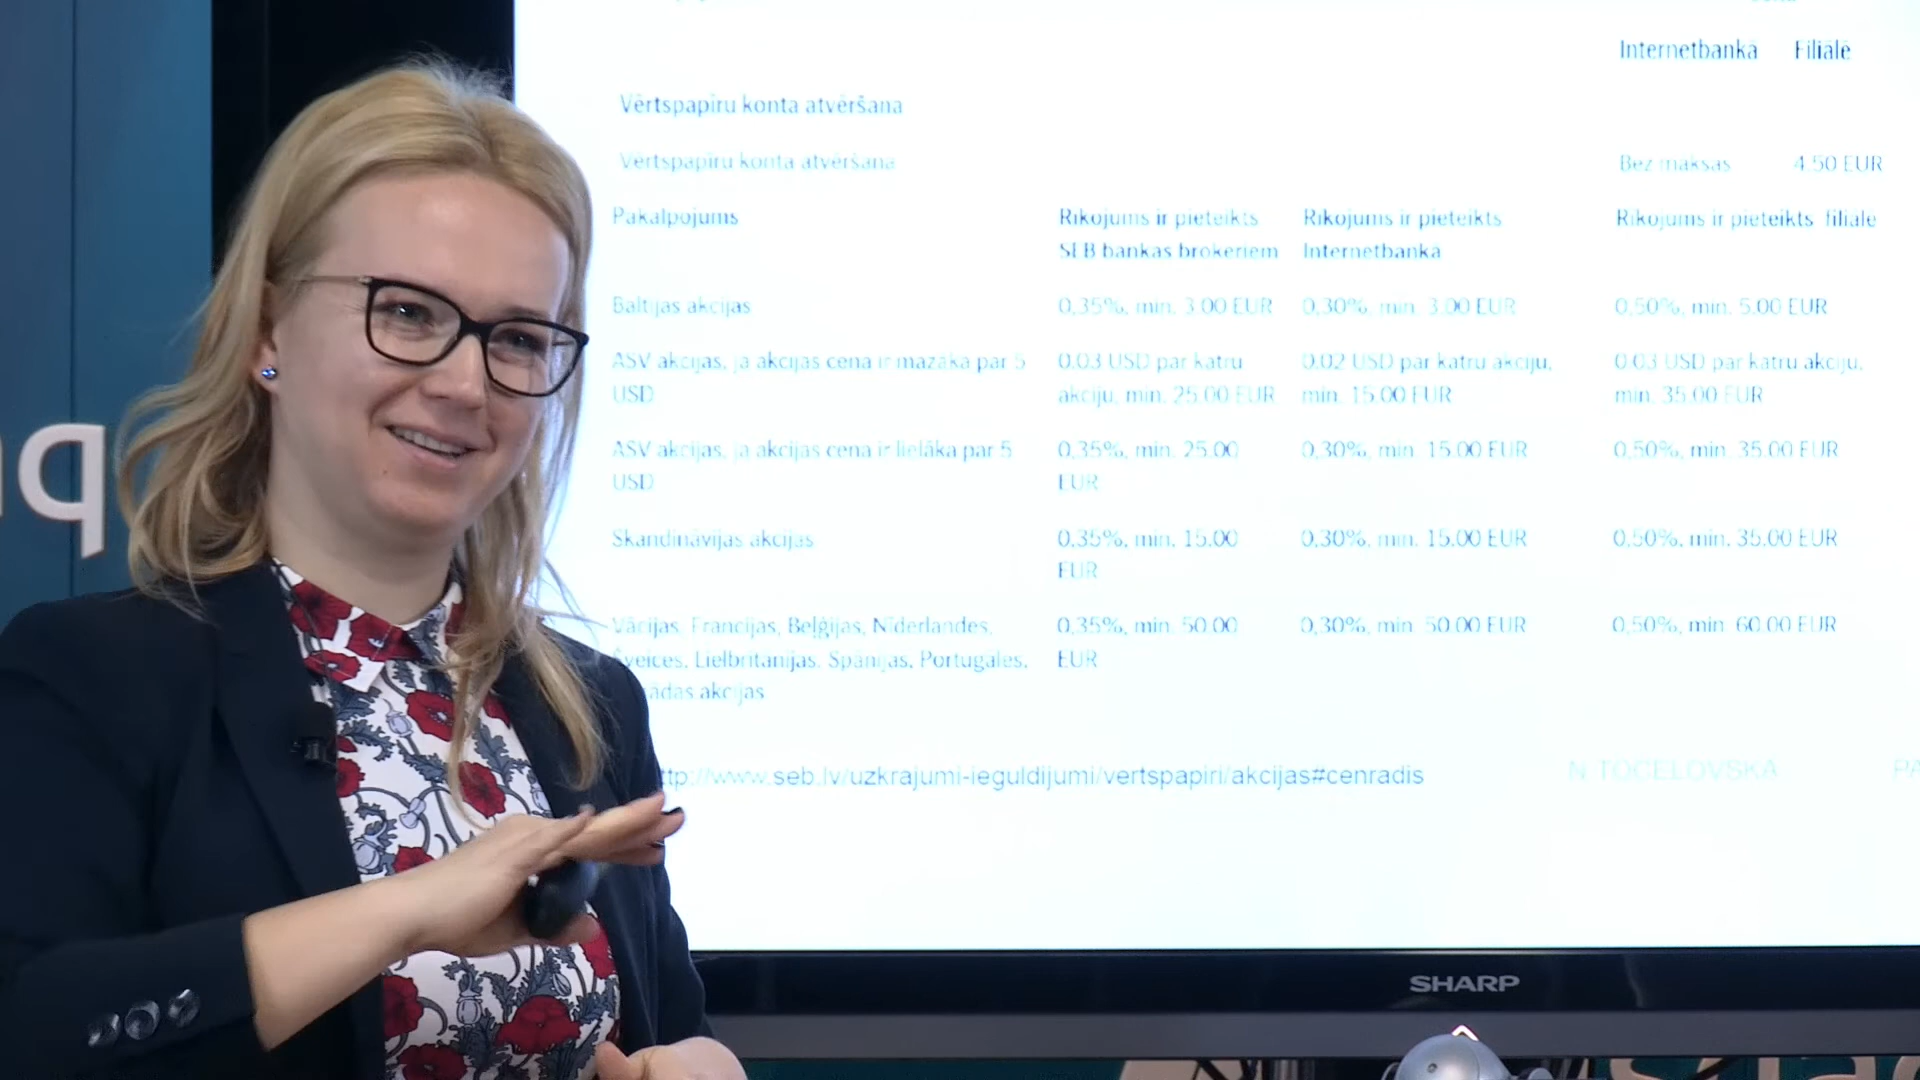 Internetbankā Filiālē
Vērtspapīru konta atvēršana
Vērtspapīru konta atvēršana Bez maksas 4.50 EUR
Pakalpojums Rīkojums ir pieteikts Rīkojums ir pieteikts Rīkojums ir pieteikts filiālē
SEB bankas brokeriem Internetbankā
Baltijas akcijas 0,35%, min. 3.00 EUR 0,30%, min. 3.00 EUR 0,50%, min. 5.00 EUR
ASV akcijas, ja akcijas cena ir mazāka par 5 0.03 USD par katru 0.02 USD par katru akciju, 0.03 USD par katru akciju,
USD akciju, min. 25.00 EUR min. 15.00 EUR min. 35.00 EUR
ASV akcijas, ja akcijas cena ir lielāka par 5 0,35%, min. 25.00 0,30%, min. 15.00 EUR 0,50%, min. 35.00 EUR
USD EUR
Skandināvijas akcijas 0,35%, min. 15.00 0,30%, min. 15.00 EUR 0,50%, min. 35.00 EUR
EUR
Vācijas, Francijas, Beļģijas, Nīderlandes, 0,35%, min. 50.00 0,30%, min. 50.00 EUR 0,50%, min. 60.00 EUR
Šveices, Lielbritānijas, Spānijas, Portugāles, EUR
ādas akcijas
ttp://www.seb.lv/uzkrajumi-ieguldijumi/vertspapiri/akcijas#cenradis N TOCELOVSKA PA
SHARP